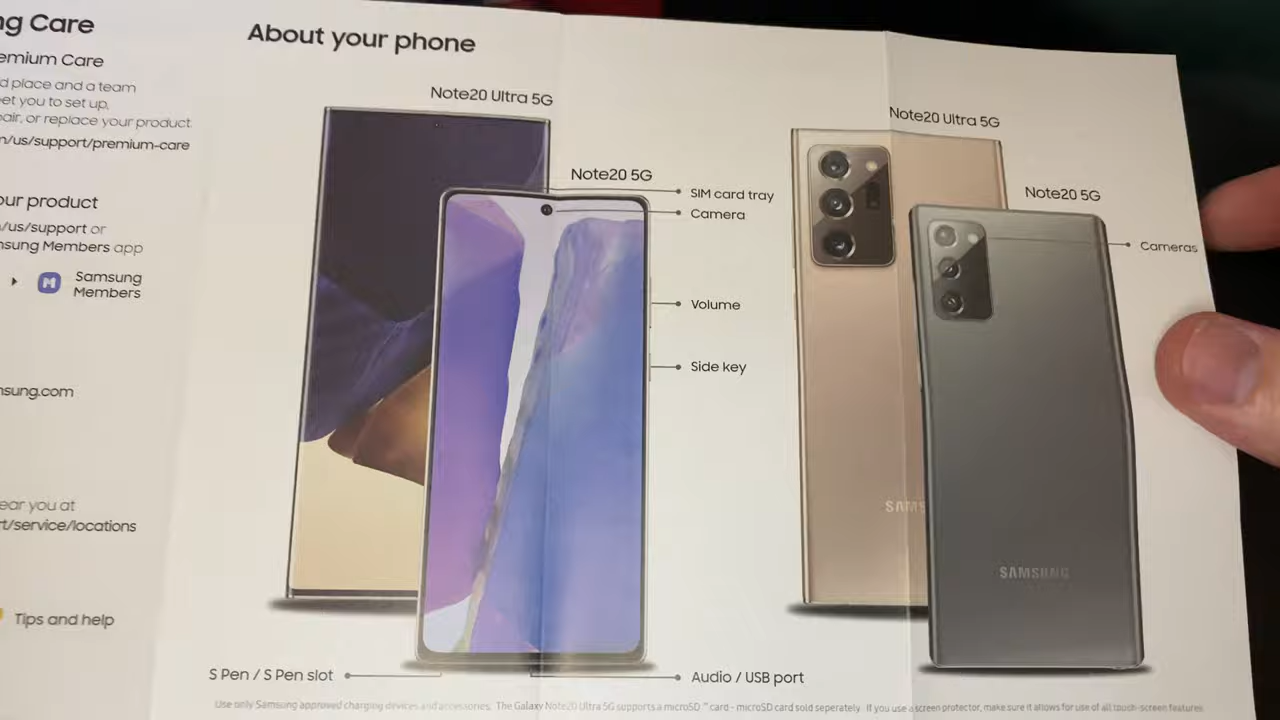 ng Care
emium Care
d place and a team
eet you to set up,
pair, or replace your product
m/us/support/premium-care
our product
/us/support or
nsung Members app
Samsung
Members
nsung.com
ear you at
rt/service/locations
Tips and help
About your phone
Note20 Ultra 5G
Note20 5G
SIM card tray
Camera
Volume
Side key
S Pen / S Pen slot
Audio / USB port
Note20 Ultra 5G
Note20 5G
Cameras
SAMS
SAMSUNG
Use only Samsung approved charging devices and accessories. The Galaxy Note20 Ultra 5G supports a microSD™ card - microSD card sold seperately. If you use a screen protector, make sure it allows for use of all touch-screen features.